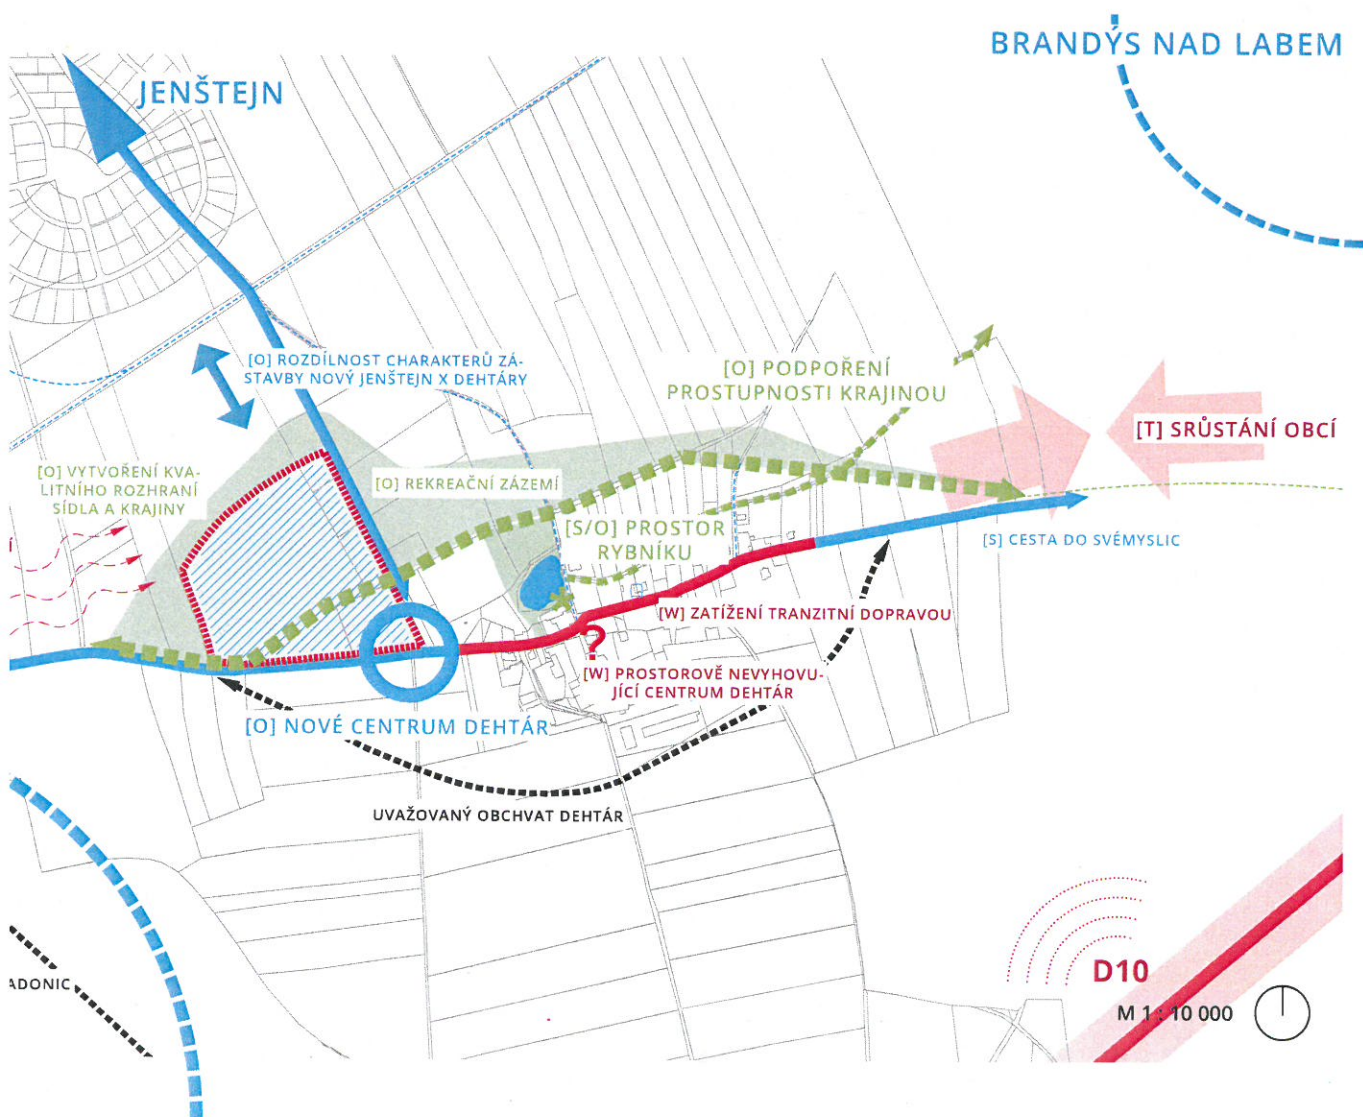 BRANDÝS NAD LABEM
JENŠTEJN
[O] ROZDÍLNOST CHARAKTERŮ ZÁ-
STAVBY NOVÝ JENŠTEJN X DEHTÁRY
[O] PODPOŘENÍ
PROSTUPNOSTI KRAJINOU
[T] SRŮSTÁNÍ OBCÍ
[O] VYTVOŘENÍ KVA-
LITNÍHO ROZHRANÍ
SÍDLA A KRAJINY
[O] REKREAČNÍ ZÁZEMÍ
[S/O] PROSTOR
RYBNÍKU
[S] CESTA DO SVÉMYSLIC
[W] ZATÍŽENÍ TRANZITNÍ DOPRAVOU
?
[W] PROSTOROVĚ NEVYHOVU-
JÍCÍ CENTRUM DEHTÁR
[O] NOVÉ CENTRUM DEHTÁR
UVAŽOVANÝ OBCHVAT DEHTÁR
ADONIC
D10
M 1 : 10 000